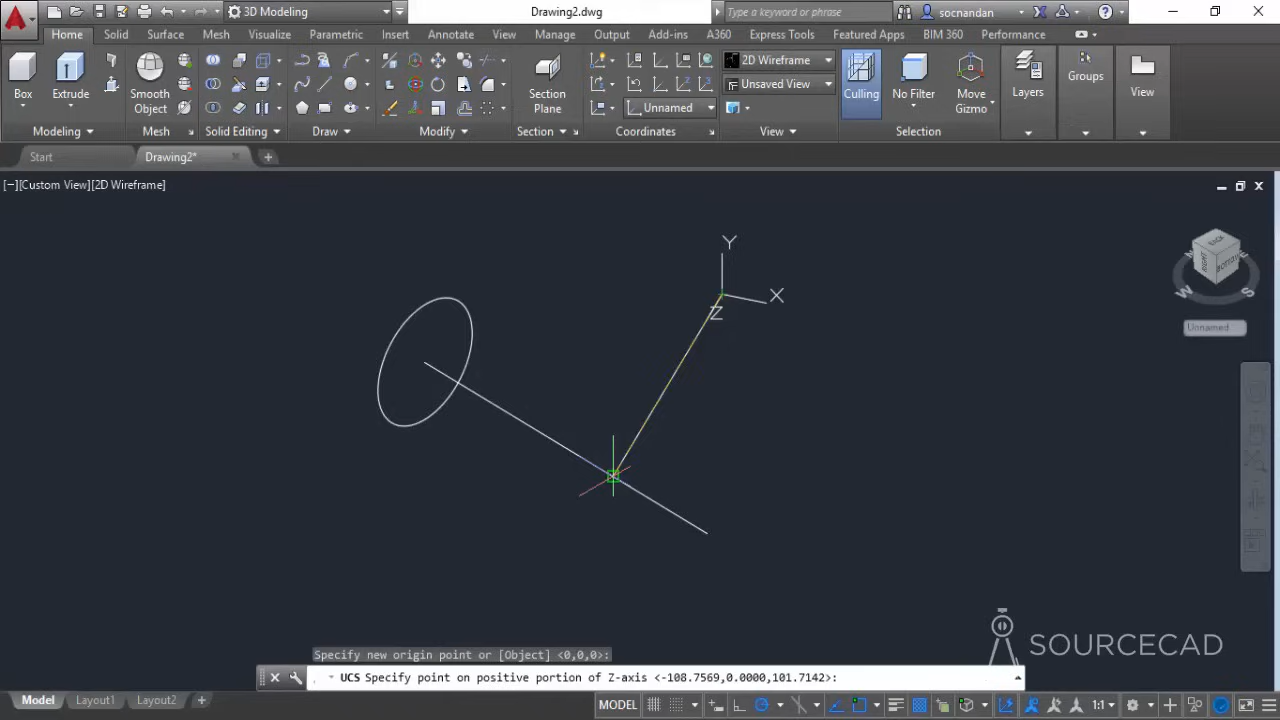 3D Modeling
Drawing2.dwg
Type a keyword or phrase
socnandan
Home Solid Surface Mesh Visualize Parametric Insert Annotate View Manage Output Add-ins A360 Express Tools Featured Apps BIM 360 Performance
Box
Extrude
Smooth
Object
Section
Plane
2D Wireframe
Unsaved View
Unnamed
Culling
No Filter
Move
Gizmo
Layers
Groups
View
Modeling Mesh Solid Editing Draw Modify Section Coordinates View Selection
Start Drawing2* +
[−][Custom View][2D Wireframe]
Y
X
Z
BACK
RIGHT
BOTTOM
W
S
Unnamed
SOURCECAD
Specify new origin point or [Object] <0,0,0>:
UCS Specify point on positive portion of Z-axis <-108.7569,0.0000,101.7142>:
Model Layout1 Layout2 +
MODEL
1:1